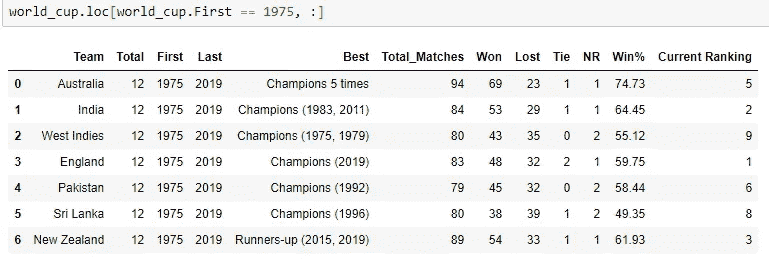 world_cup.loc[world_cup.First == 1975, :]
Team Total First Last Best Total_Matches Won Lost Tie NR Win% Current Ranking
0 Australia 12 1975 2019 Champions 5 times 94 69 23 1 1 74.73 5
1 India 12 1975 2019 Champions (1983, 2011) 84 53 29 1 1 64.45 2
2 West Indies 12 1975 2019 Champions (1975, 1979) 80 43 35 0 2 55.12 9
3 England 12 1975 2019 Champions (2019) 83 48 32 2 1 59.75 1
4 Pakistan 12 1975 2019 Champions (1992) 79 45 32 0 2 58.44 6
5 Sri Lanka 12 1975 2019 Champions (1996) 80 38 39 1 2 49.35 8
6 New Zealand 12 1975 2019 Runners-up (2015, 2019) 89 54 33 1 1 61.93 3